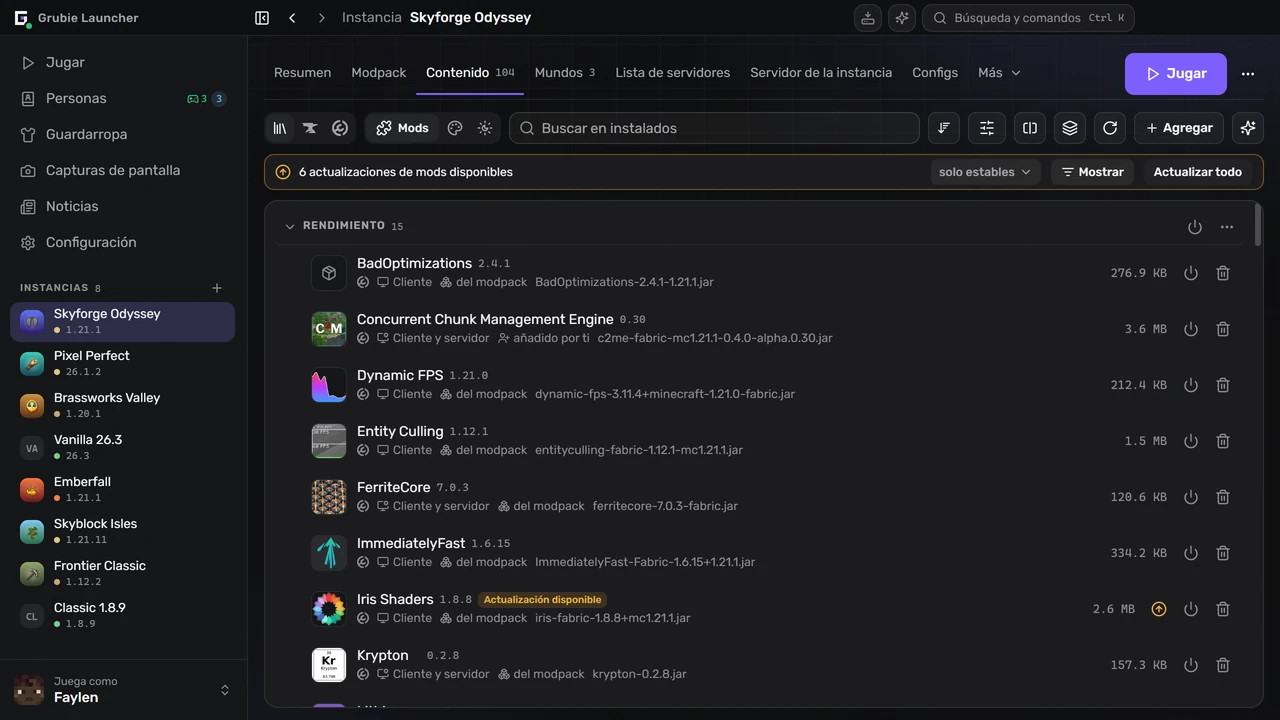 Grubie Launcher
Instancia Skyforge Odyssey
Búsqueda y comandos Ctrl K
Jugar
Personas 3 3
Guardarropa
Capturas de pantalla
Noticias
Configuración
INSTANCIAS 8
Skyforge Odyssey
1.21.1
Pixel Perfect
26.1.2
Brassworks Valley
1.20.1
VA
Vanilla 26.3
26.3
Emberfall
1.21.1
Skyblock Isles
1.21.11
Frontier Classic
1.12.2
CL
Classic 1.8.9
1.8.9
Juega como
Faylen
Resumen Modpack Contenido 104 Mundos 3 Lista de servidores Servidor de la instancia Configs Más
Jugar
Mods
Buscar en instalados
Agregar
6 actualizaciones de mods disponibles
solo estables Mostrar Actualizar todo
RENDIMIENTO 15
BadOptimizations 2.4.1
Cliente del modpack BadOptimizations-2.4.1-1.21.1.jar
276.9 KB
Concurrent Chunk Management Engine 0.30
Cliente y servidor añadido por ti c2me-fabric-mc1.21.1-0.4.0-alpha.0.30.jar
3.6 MB
Dynamic FPS 1.21.0
Cliente del modpack dynamic-fps-3.11.4+minecraft-1.21.0-fabric.jar
212.4 KB
Entity Culling 1.12.1
Cliente del modpack entityculling-fabric-1.12.1-mc1.21.1.jar
1.5 MB
FerriteCore 7.0.3
Cliente y servidor del modpack ferritecore-7.0.3-fabric.jar
120.6 KB
ImmediatelyFast 1.6.15
Cliente del modpack ImmediatelyFast-Fabric-1.6.15+1.21.1.jar
334.2 KB
Iris Shaders 1.8.8 Actualización disponible
Cliente del modpack iris-fabric-1.8.8+mc1.21.1.jar
2.6 MB
Kr
Krypton
Krypton 0.2.8
Cliente y servidor del modpack krypton-0.2.8.jar
157.3 KB